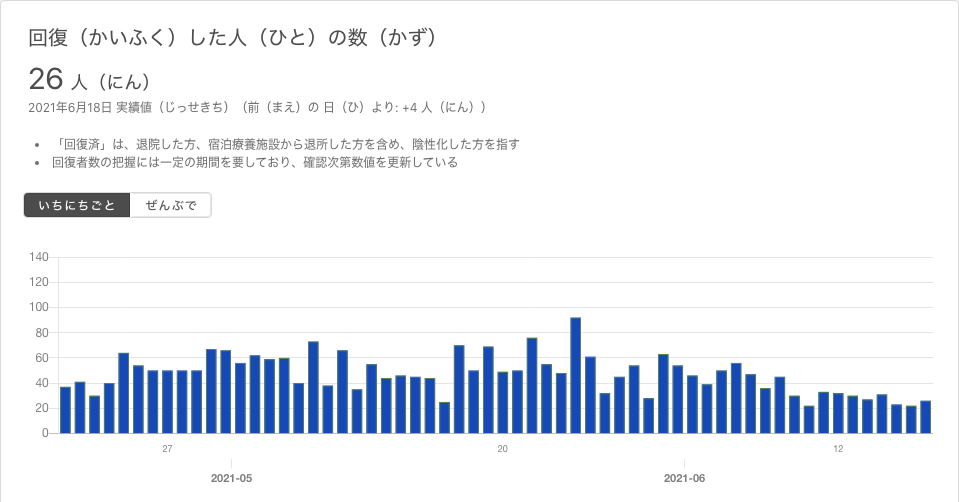 回復（かいふく）した人（ひと）の数（かず）
26 人（にん）
2021年6月18日 実績値（じっせきち）（前（まえ）の 日（ひ）より: +4 人（にん））
• 「回復済」は、退院した方、宿泊療養施設から退所した方を含め、陰性化した方を指す
• 回復者数の把握には一定の期間を要しており、確認次第数値を更新している
いちにちごと ぜんぶで
140
120
100
80
60
40
20
0
27 20 12
2021-05 2021-06